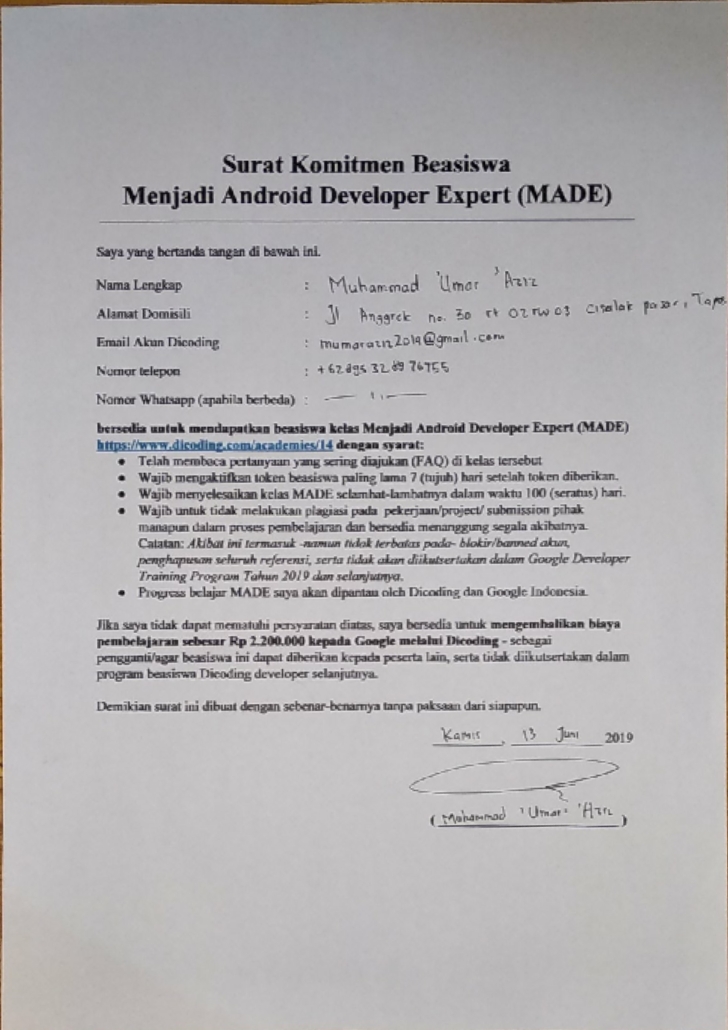 Surat Komitmen Beasiswa
Menjadi Android Developer Expert (MADE)
Saya yang bertanda tangan di bawah ini.
Nama Lengkap : Muhammad 'Umar 'Aziz
Alamat Domisili : Jl Anggrek no. 30 rt 02 rw 03 Cisalak pasar,
Email Akun Dicoding :
Nomor telepon :
Nomor Whatsapp (apabila berbeda) : — 11 —
bersedia untuk mendapatkan beasiswa kelas Menjadi Android Developer Expert (MADE)
https://www.dicoding.com/academies/14 dengan syarat:
• Telah membaca pertanyaan yang sering diajukan (FAQ) di kelas tersebut
• Wajib mengaktifkan token beasiswa paling lama 7 (tujuh) hari setelah token diberikan.
• Wajib menyelesaikan kelas MADE selambat-lambatnya dalam waktu 100 (seratus) hari.
• Wajib untuk tidak melakukan plagiasi pada pekerjaan/project/ submission pihak
manapun dalam proses pembelajaran dan bersedia menanggung segala akibatnya.
Catatan: Akibat ini termasuk -namun tidak terbatas pada- blokir/banned akun,
penghapusan seluruh referensi, serta tidak akan diikutsertakan dalam Google Developer
Training Program Tahun 2019 dan selanjutnya.
• Progress belajar MADE saya akan dipantau oleh Dicoding dan Google Indonesia.
Jika saya tidak dapat mematuhi persyaratan diatas, saya bersedia untuk mengembalikan biaya
pembelajaran sebesar Rp 2.200.000 kepada Google melalui Dicoding - sebagai
pengganti/agar beasiswa ini dapat diberikan kepada peserta lain, serta tidak diikutsertakan dalam
program beasiswa Dicoding developer selanjutnya.
Demikian surat ini dibuat dengan sebenar-benarnya tanpa paksaan dari siapapun.
Kamis, 13 Juni 2019
(Muhammad 'Umar 'Aziz)